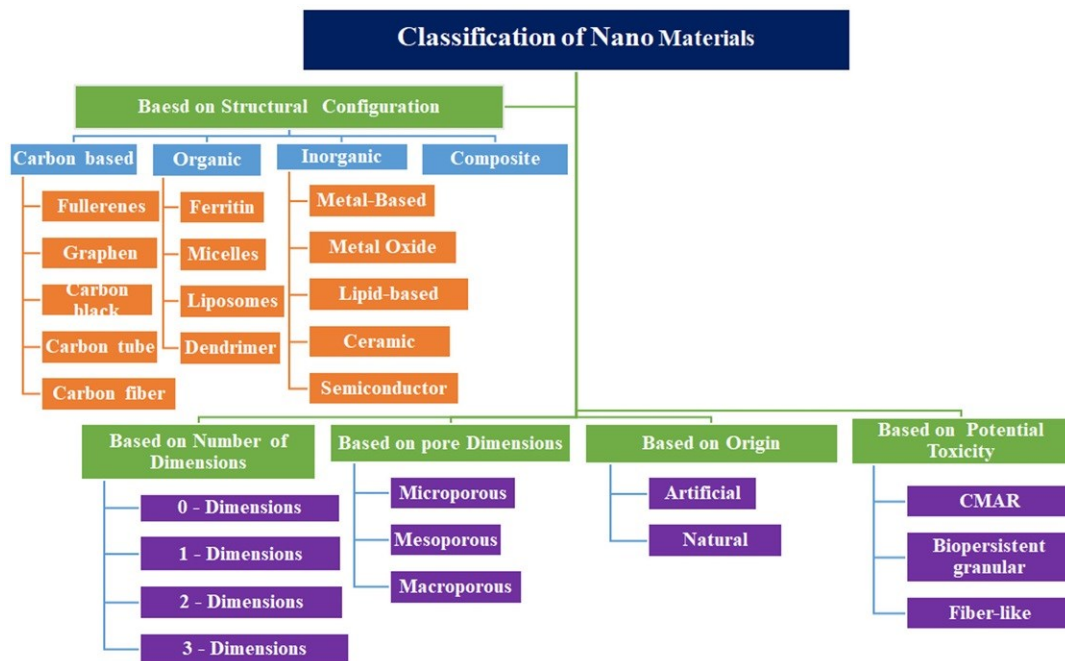 Classification of Nano Materials
Baesd on Structural Configuration
Carbon based
Organic
Inorganic
Composite
Fullerenes
Graphen
Carbon
black
Carbon tube
Carbon fiber
Ferritin
Micelles
Liposomes
Dendrimer
Metal-Based
Metal Oxide
Lipid-based
Ceramic
Semiconductor
Based on Number of
Dimensions
0 - Dimensions
1 - Dimensions
2 - Dimensions
3 - Dimensions
Based on pore Dimensions
Microporous
Mesoporous
Macroporous
Based on Origin
Artificial
Natural
Based on Potential
Toxicity
CMAR
Biopersistent
granular
Fiber-like